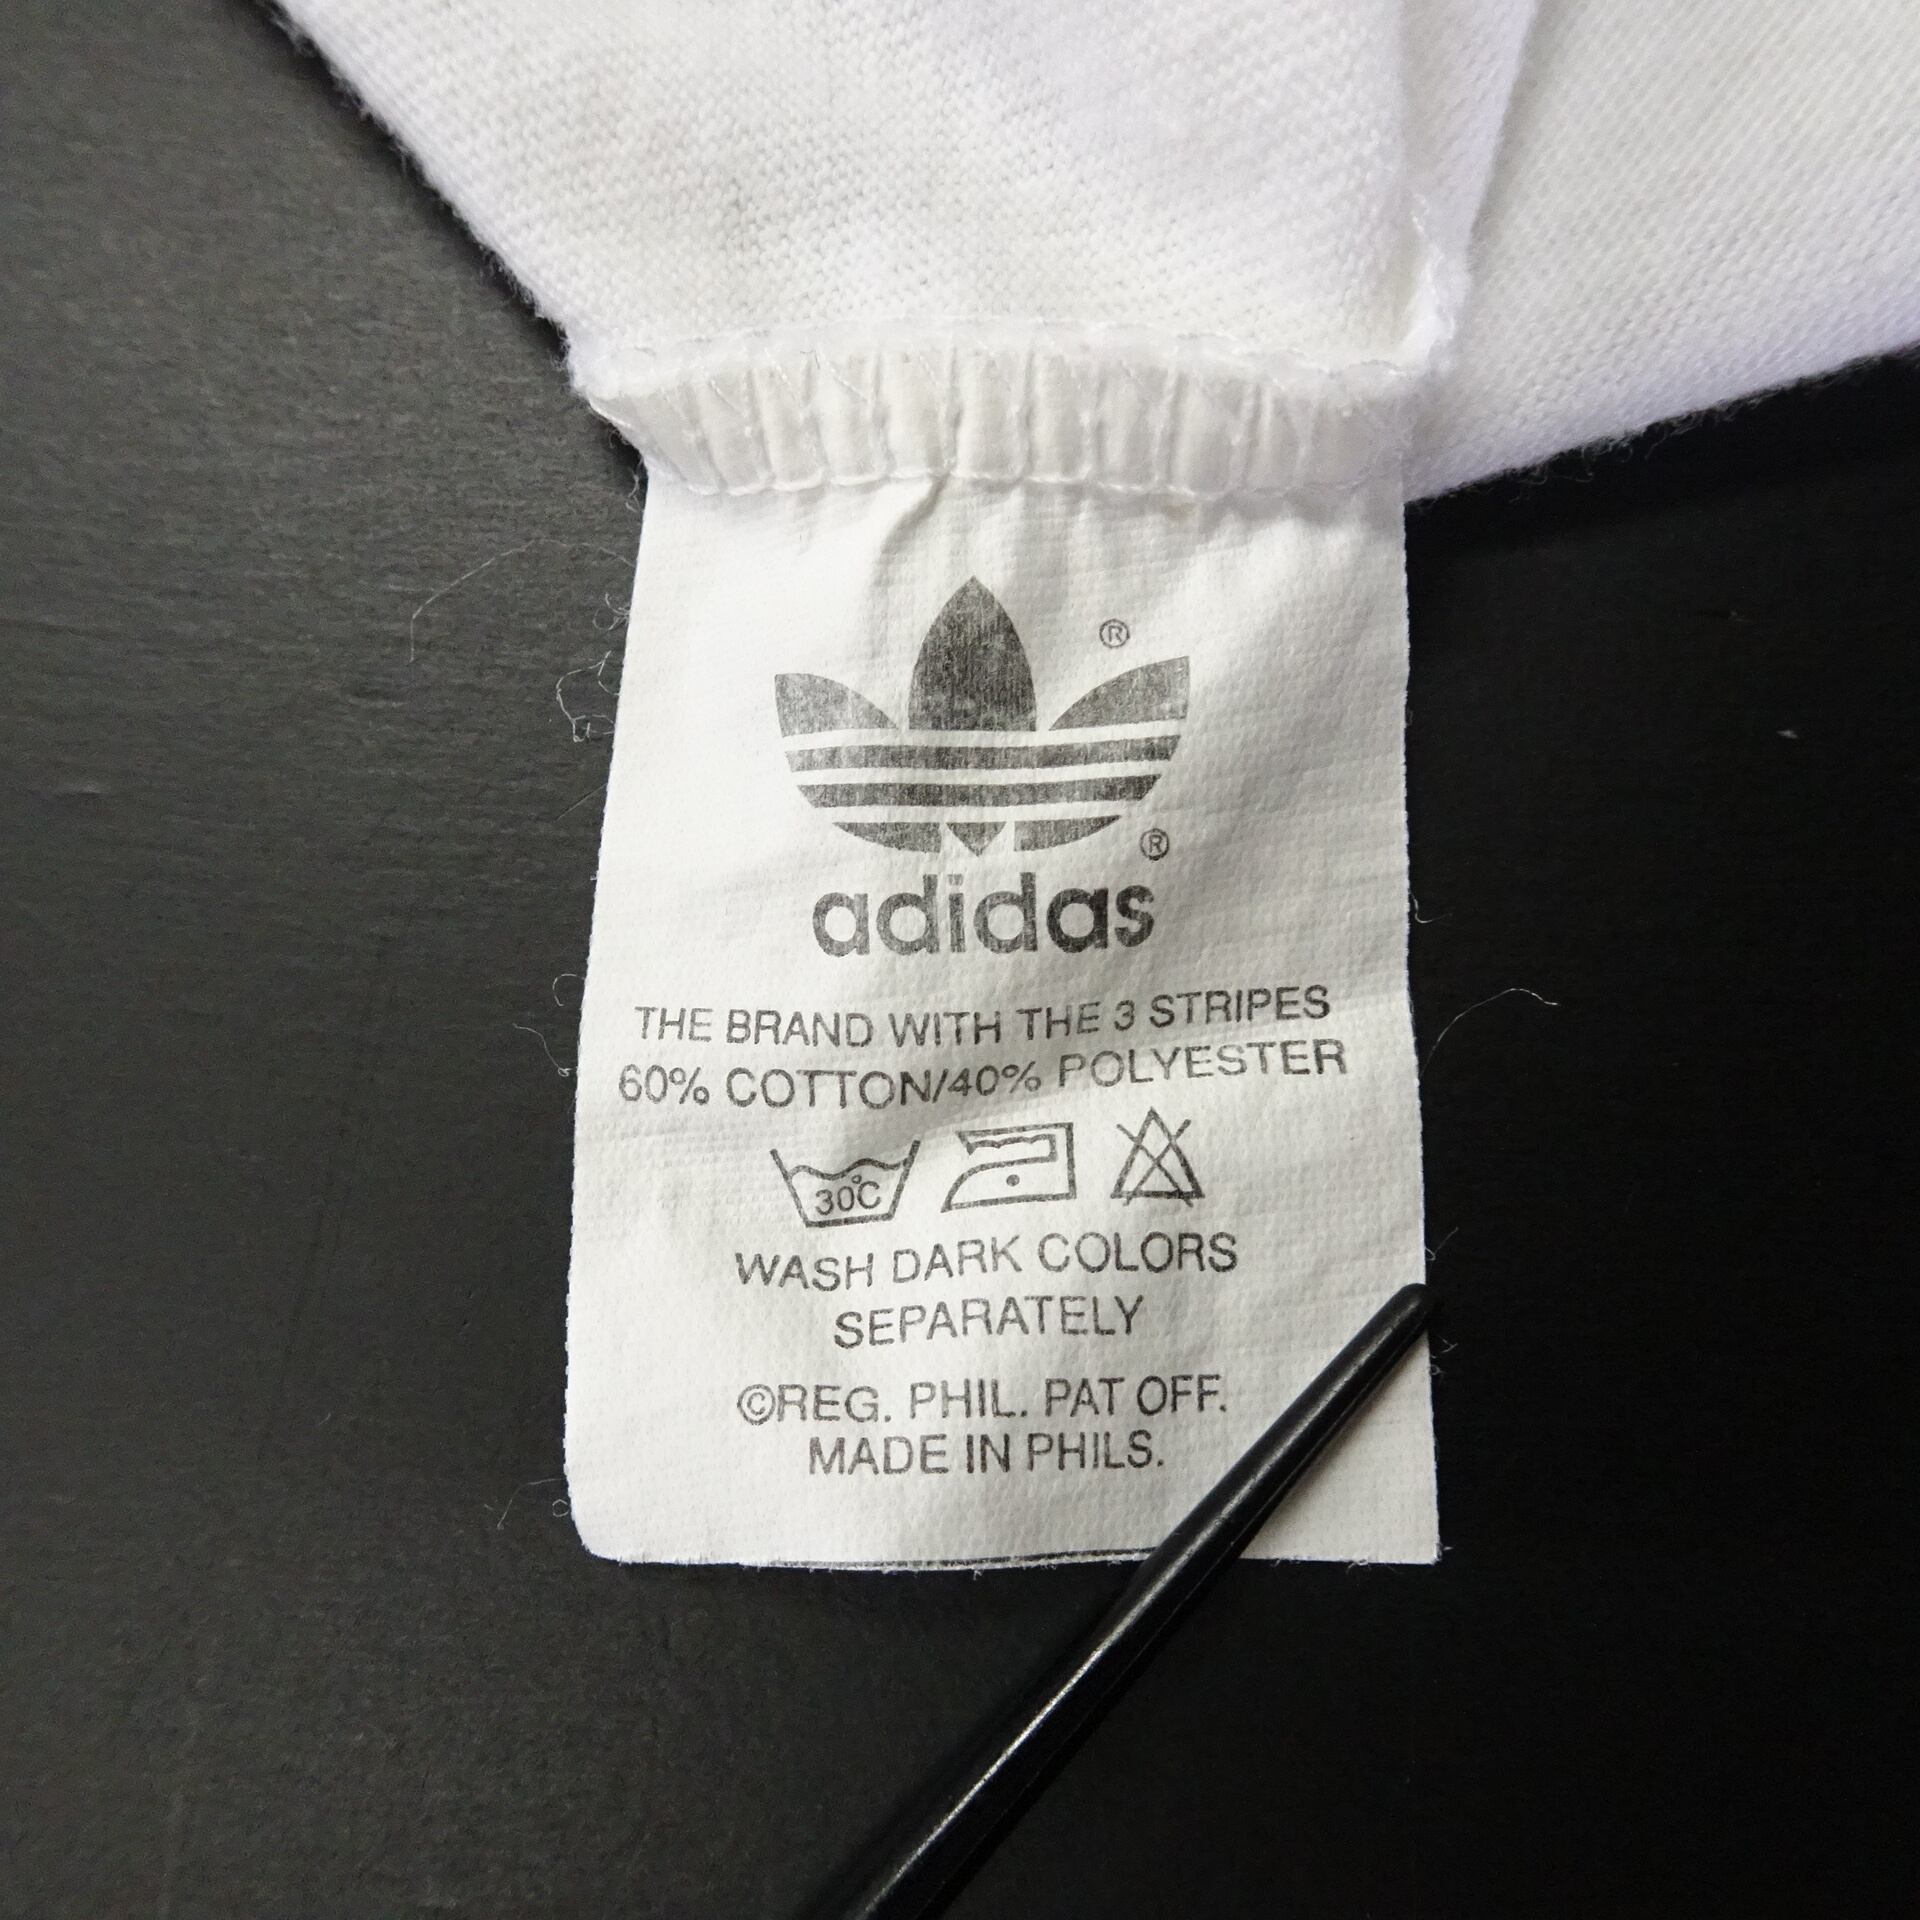 ®
®
adidas
THE BRAND WITH THE 3 STRIPES
60% COTTON/40% POLYESTER
30°C
WASH DARK COLORS
SEPARATELY
©REG. PHIL. PAT OFF.
MADE IN PHILS.